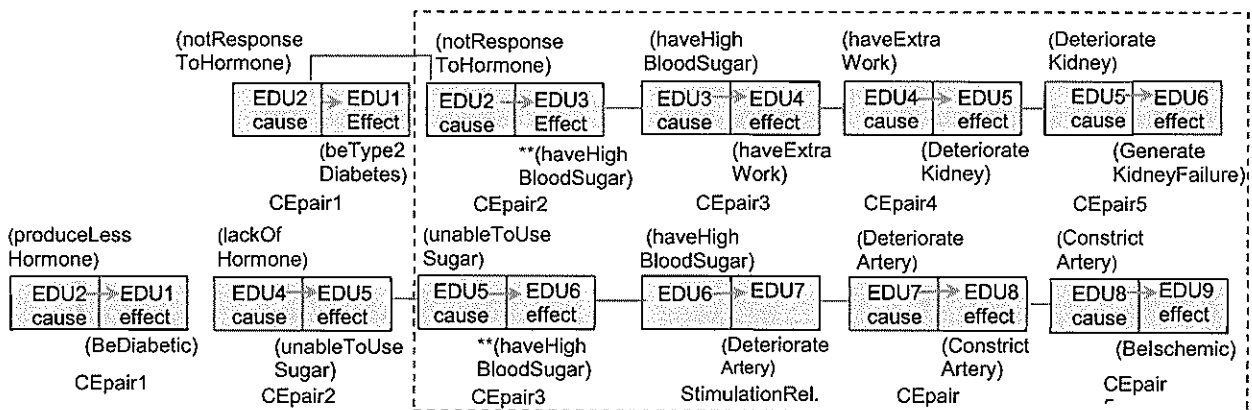 (notResponse
ToHormone)
(notResponse
ToHormone)
(haveHigh
BloodSugar)
(haveExtra
Work)
(Deteriorate
Kidney)
EDU2 EDU1
cause Effect
EDU2 EDU3
cause Effect
EDU3 EDU4
cause effect
EDU4 EDU5
cause effect
EDU5 EDU6
cause effect
(beType2
Diabetes)
**(haveHigh
BloodSugar)
(haveExtra
Work)
(Deteriorate
Kidney)
(Generate
KidneyFailure)
CEpair1
CEpair2
CEpair3
CEpair4
CEpair5
(produceLess
Hormone)
(lackOf
Hormone)
(unableToUse
Sugar)
(haveHigh
BloodSugar)
(Deteriorate
Artery)
(Constrict
Artery)
EDU2 EDU1
cause effect
EDU4 EDU5
cause effect
EDU5 EDU6
cause effect
EDU6 EDU7
EDU7 EDU8
cause effect
EDU8 EDU9
cause effect
(BeDiabetic)
(unableToUse
Sugar)
**(haveHigh
BloodSugar)
(Deteriorate
Artery)
(Constrict
Artery)
(BeIschemic)
CEpair1
CEpair2
CEpair3
StimulationRel.
CEpair
CEpair